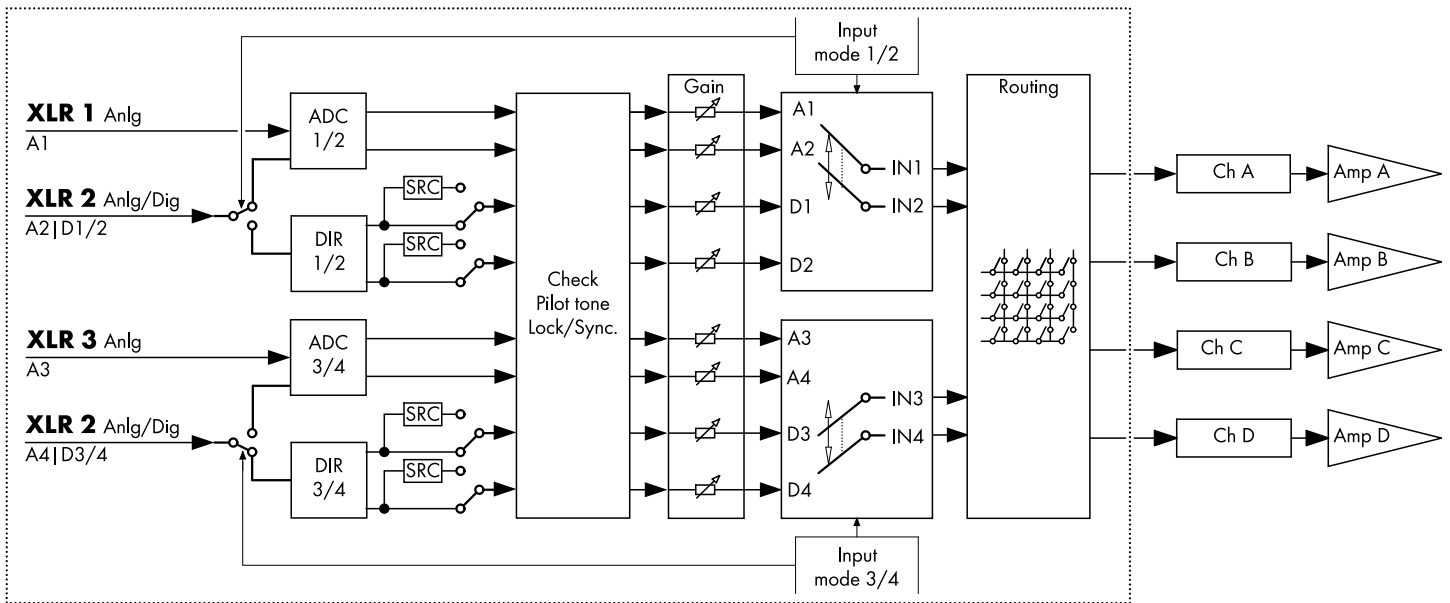 Input
mode 1/2
Gain
Routing
XLR 1 Anlg
A1
ADC
1/2
A1
A2
IN1
IN2
D1
D2
XLR 2 Anlg/Dig
A2|D1/2
SRC
DIR
1/2
SRC
Check
Pilot tone
Lock/Sync.
Ch A
Amp A
Ch B
Amp B
XLR 3 Anlg
A3
ADC
3/4
A3
A4
IN3
IN4
D3
D4
XLR 2 Anlg/Dig
A4|D3/4
SRC
DIR
3/4
SRC
Ch C
Amp C
Ch D
Amp D
Input
mode 3/4